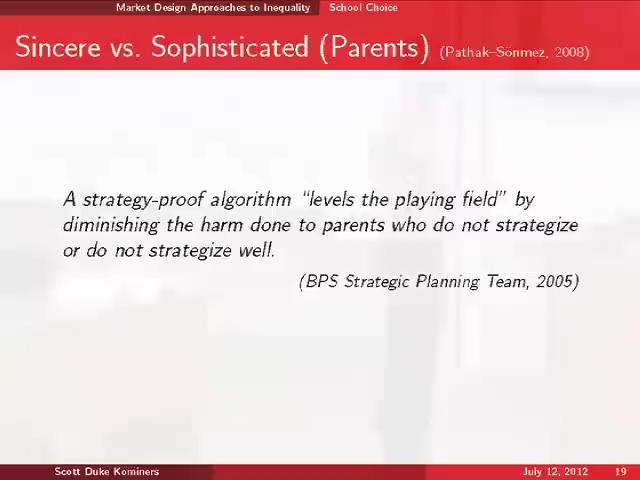 Market Design Approaches to Inequality School Choice
Sincere vs. Sophisticated (Parents) (Pathak–Sönmez, 2008)
A strategy-proof algorithm “levels the playing field” by
diminishing the harm done to parents who do not strategize
or do not strategize well.
(BPS Strategic Planning Team, 2005)
Scott Duke Kominers July 12, 2012 19